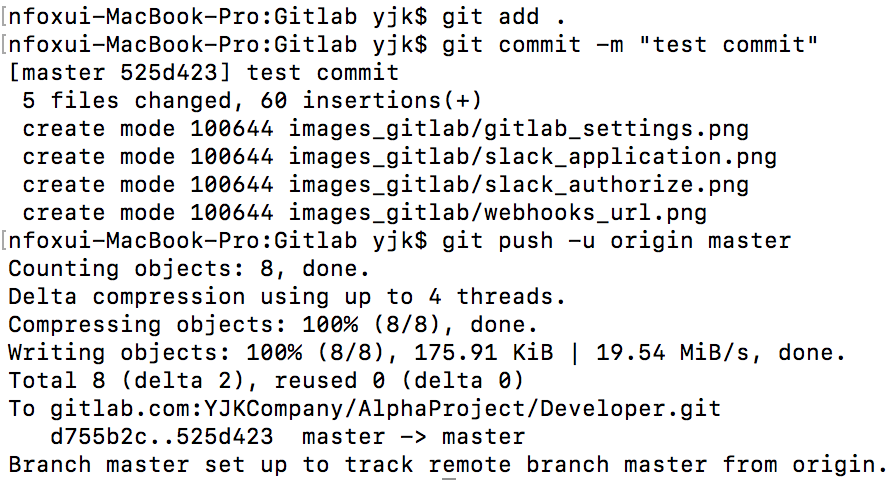 [nfoxui-MacBook-Pro:Gitlab yjk$ git add .
[nfoxui-MacBook-Pro:Gitlab yjk$ git commit -m "test commit"
[master 525d423] test commit
 5 files changed, 60 insertions(+)
 create mode 100644 images_gitlab/gitlab_settings.png
 create mode 100644 images_gitlab/slack_application.png
 create mode 100644 images_gitlab/slack_authorize.png
 create mode 100644 images_gitlab/webhooks_url.png
[nfoxui-MacBook-Pro:Gitlab yjk$ git push -u origin master
Counting objects: 8, done.
Delta compression using up to 4 threads.
Compressing objects: 100% (8/8), done.
Writing objects: 100% (8/8), 175.91 KiB | 19.54 MiB/s, done.
Total 8 (delta 2), reused 0 (delta 0)
To gitlab.com:YJKCompany/AlphaProject/Developer.git
   d755b2c..525d423  master -> master
Branch master set up to track remote branch master from origin.